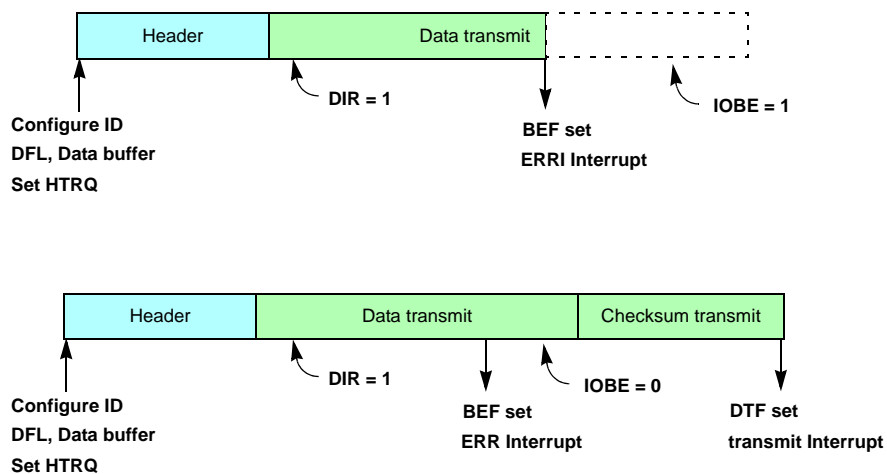 Header
Data transmit
DIR = 1
IOBE = 1
Configure ID
DFL, Data buffer
Set HTRQ
BEF set
ERRI Interrupt
Header
Data transmit
Checksum transmit
DIR = 1
IOBE = 0
Configure ID
DFL, Data buffer
Set HTRQ
BEF set
ERR Interrupt
DTF set
transmit Interrupt